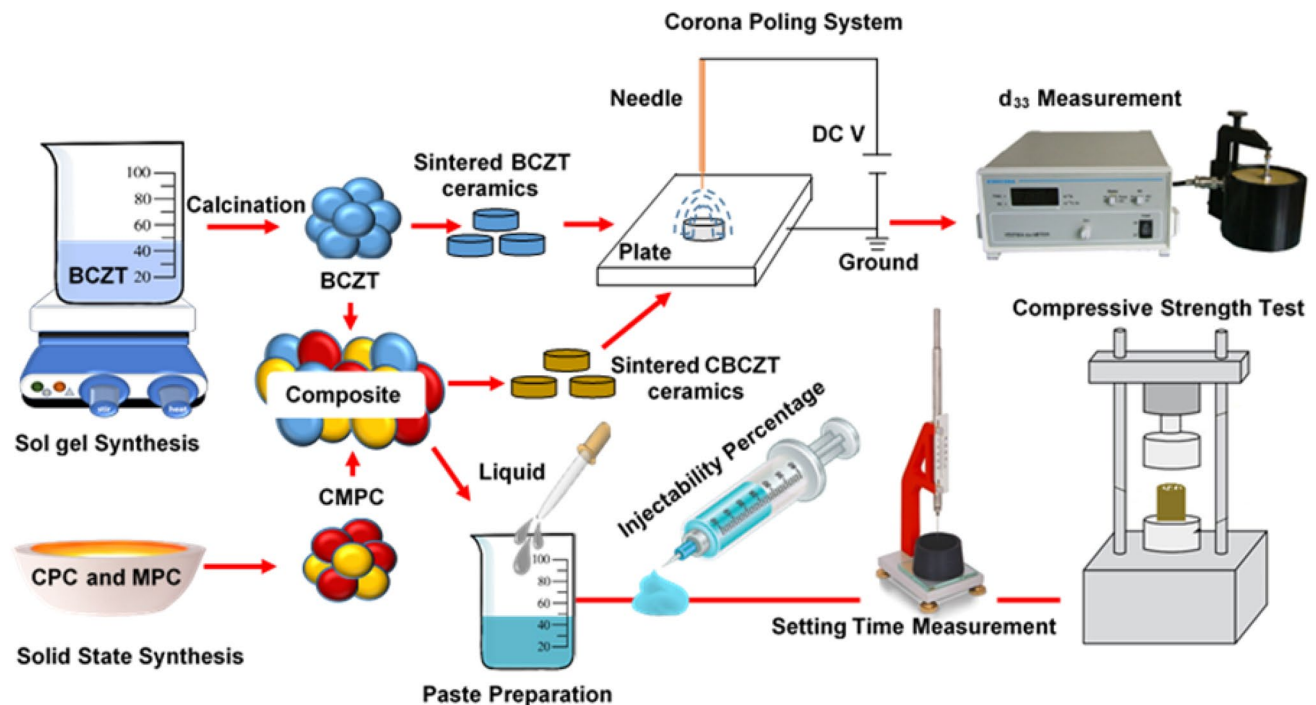 Corona Poling System
Needle
d₃₃ Measurement
DC V
Sintered BCZT
ceramics
100
80
60
40
20
Calcination
BCZT
Plate
Ground
BCZT
Compressive Strength Test
Composite
Sintered CBCZT
ceramics
stir
heat
Sol gel Synthesis
Liquid
Injectability Percentage
CMPC
CPC and MPC
100
80
60
40
20
Setting Time Measurement
Solid State Synthesis
Paste Preparation